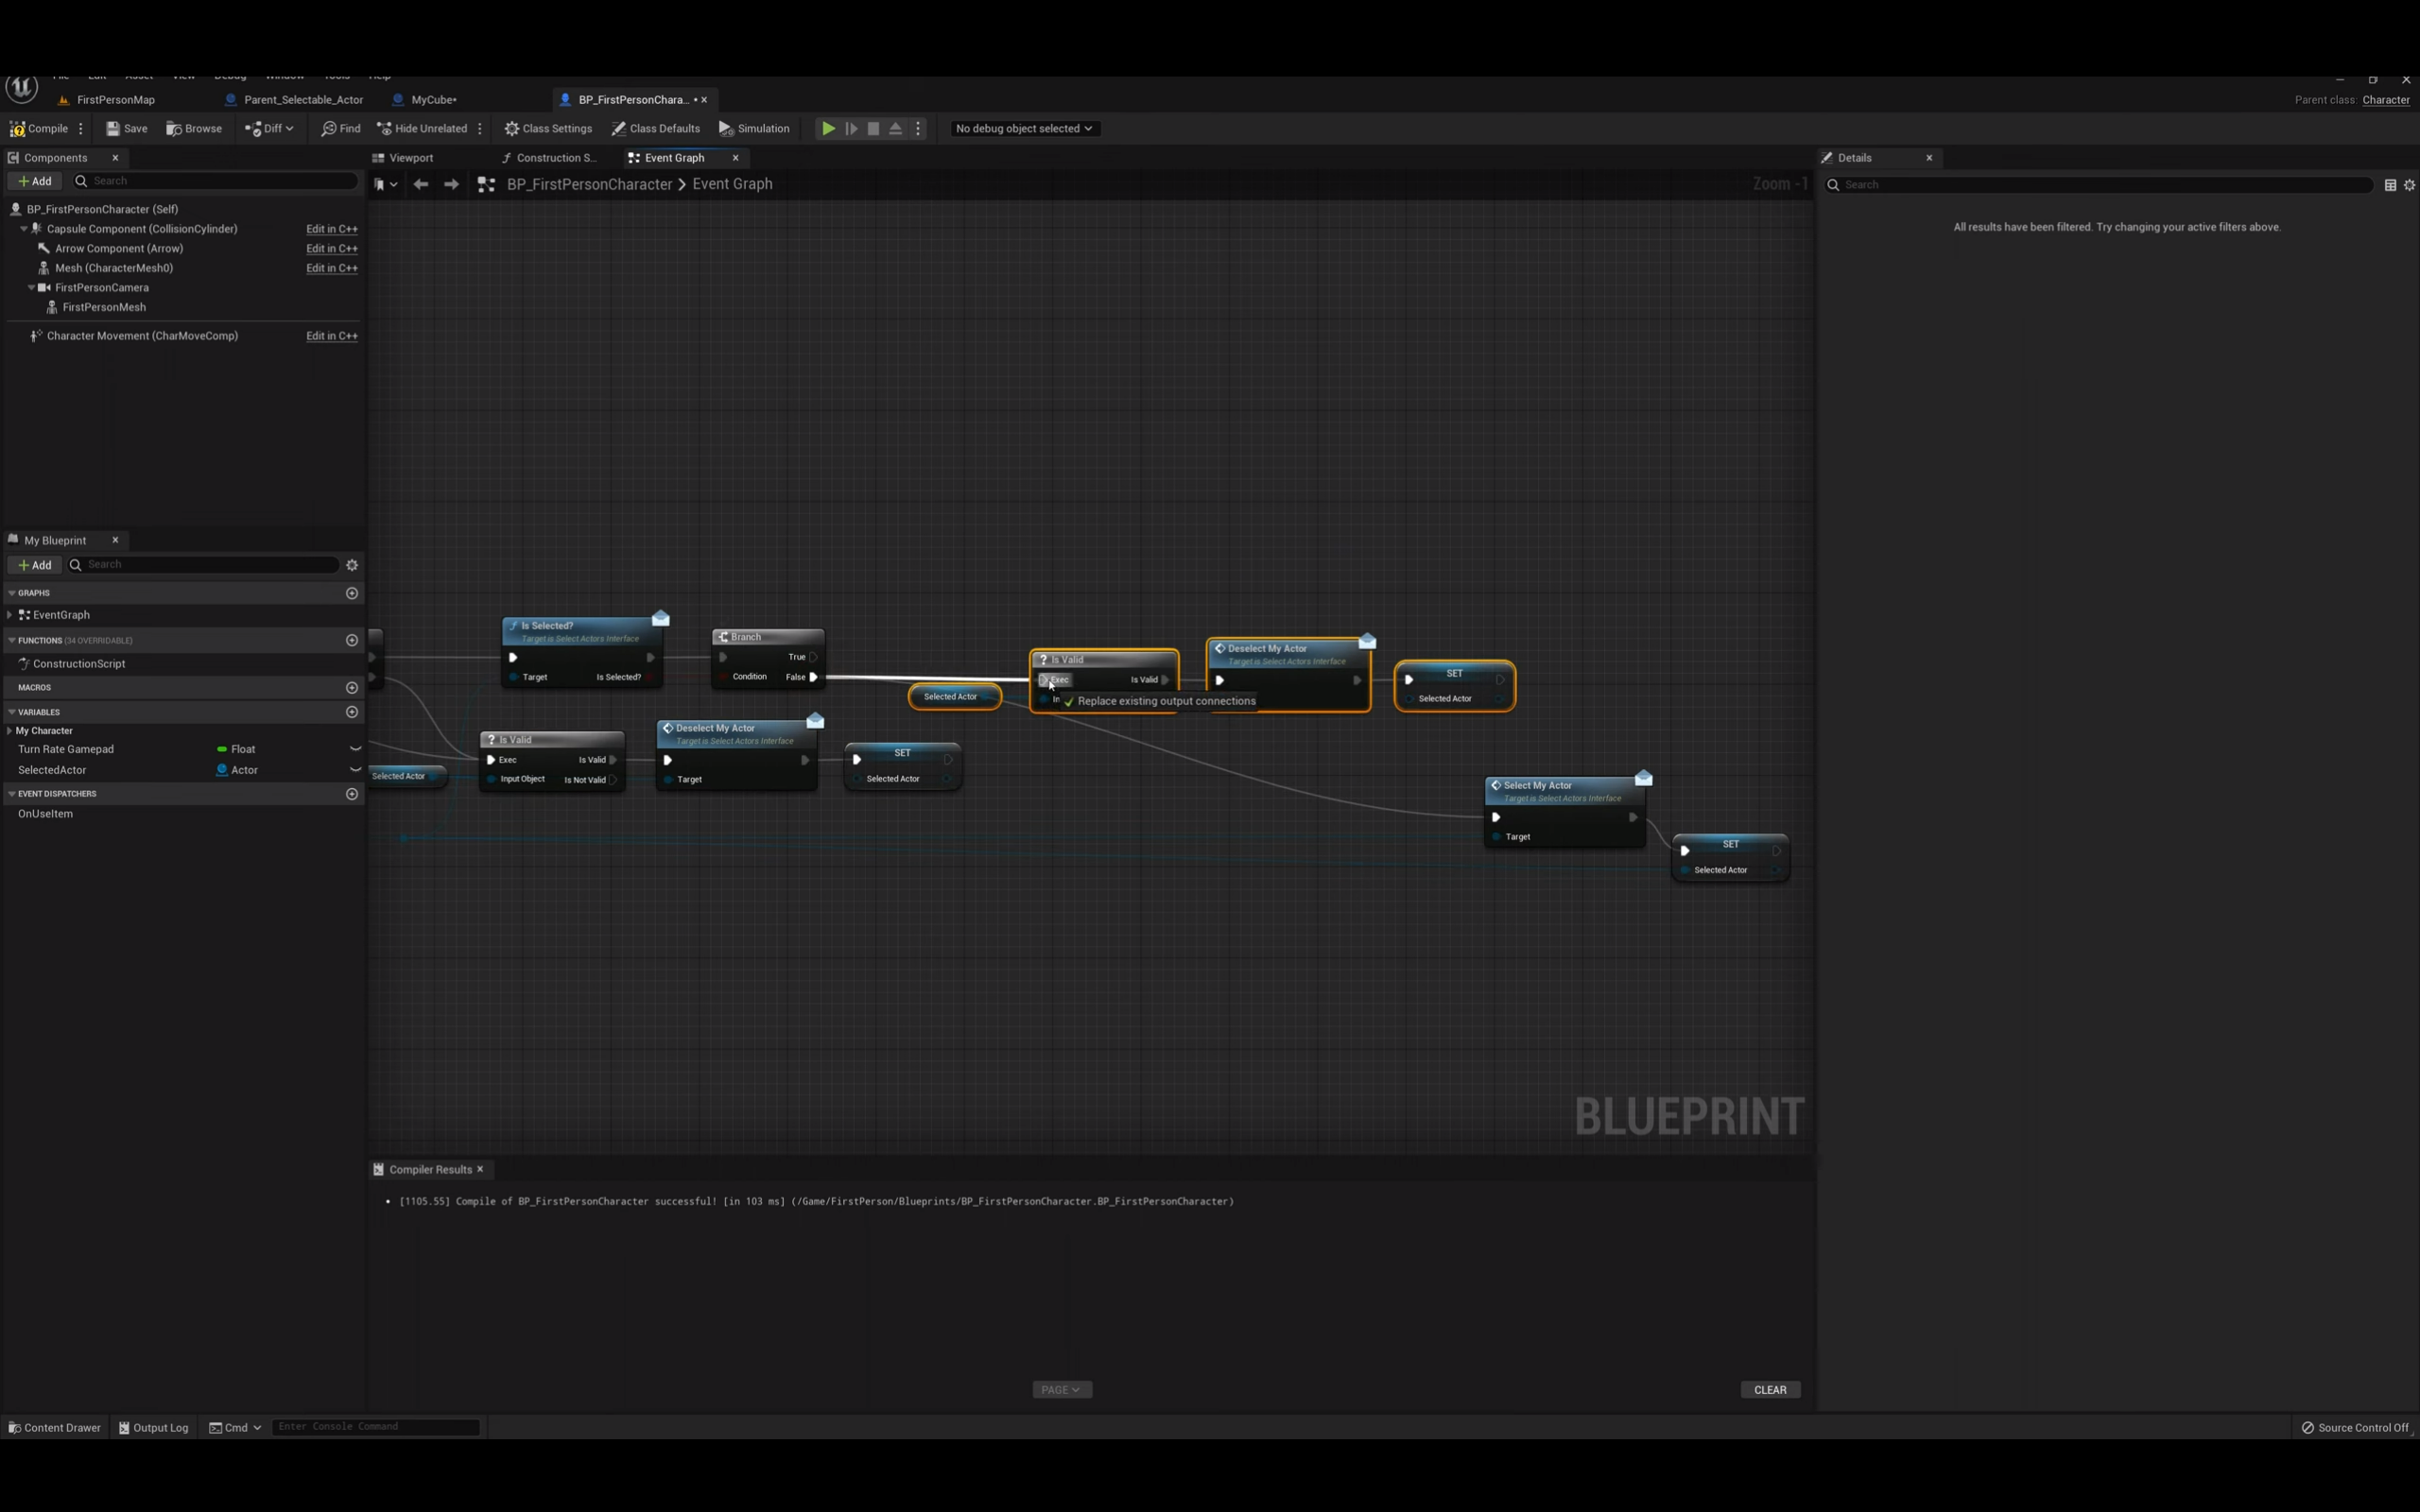 File Edit Asset View Debug Window Tools Help
FirstPersonMap Parent_Selectable_Actor MyCube• BP_FirstPersonChara... •
Parent class: Character
Compile Save Browse Diff Find Hide Unrelated Class Settings Class Defaults Simulation No debug object selected
Components
Add Search
BP_FirstPersonCharacter (Self)
Capsule Component (CollisionCylinder) Edit in C++
Arrow Component (Arrow) Edit in C++
Mesh (CharacterMesh0) Edit in C++
FirstPersonCamera
FirstPersonMesh
Character Movement (CharMoveComp) Edit in C++
My Blueprint
Add Search
GRAPHS
EventGraph
FUNCTIONS (34 OVERRIDABLE)
ConstructionScript
MACROS
VARIABLES
My Character
Turn Rate Gamepad Float
SelectedActor Actor
EVENT DISPATCHERS
OnUseItem
Viewport Construction S... Event Graph
BP_FirstPersonCharacter > Event Graph Zoom -1
Is Selected?
Target is Select Actors Interface
Target Is Selected?
Branch
True
Condition False
Selected Actor
Is Valid
Exec Is Valid
In
Replace existing output connections
Deselect My Actor
Target is Select Actors Interface
SET
Selected Actor
Selected Actor
Is Valid
Exec Is Valid
Input Object Is Not Valid
Deselect My Actor
Target is Select Actors Interface
Target
SET
Selected Actor
Select My Actor
Target is Select Actors Interface
Target
SET
Selected Actor
BLUEPRINT
Details
Search
All results have been filtered. Try changing your active filters above.
Compiler Results
• [1105.55] Compile of BP_FirstPersonCharacter successful! [in 103 ms] (/Game/FirstPerson/Blueprints/BP_FirstPersonCharacter.BP_FirstPersonCharacter)
PAGE CLEAR
Content Drawer Output Log Cmd Enter Console Command Source Control Off